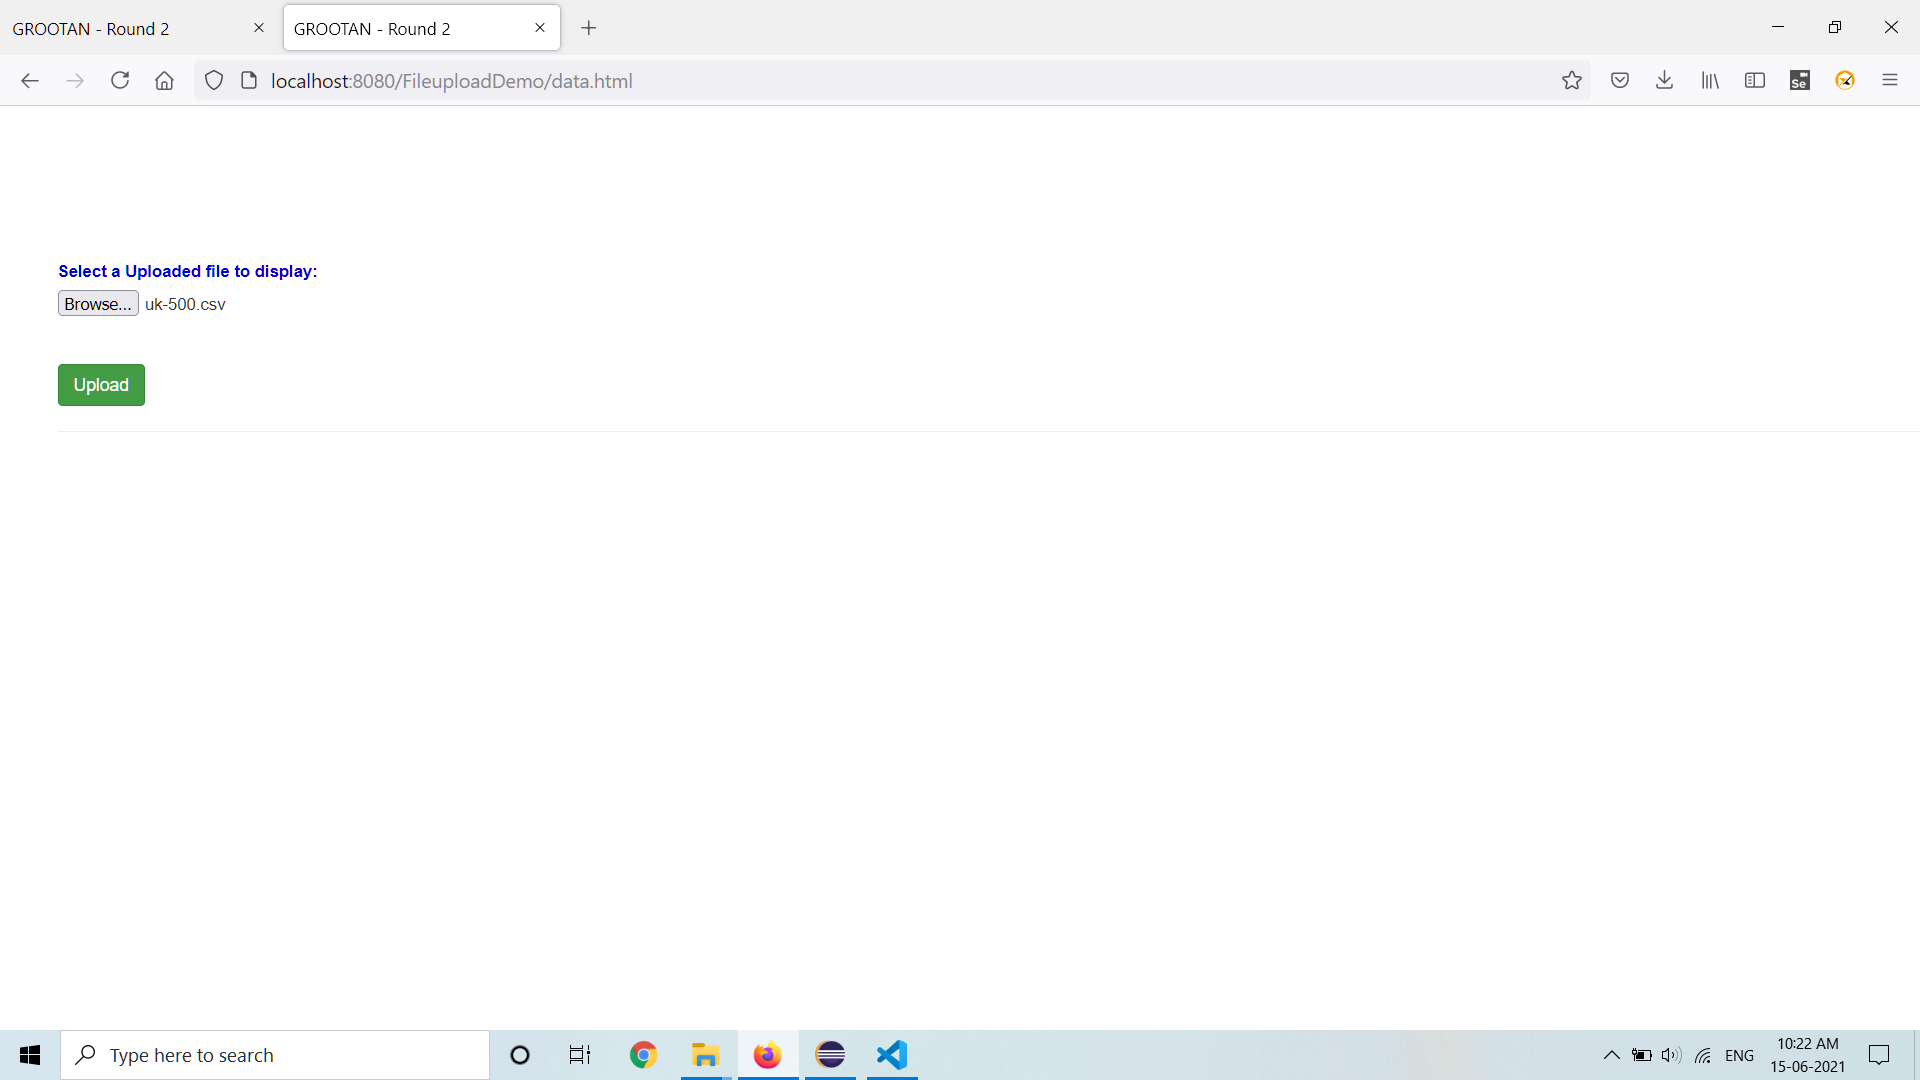 GROOTAN - Round 2
GROOTAN - Round 2
localhost:8080/FileuploadDemo/data.html
Se
Select a Uploaded file to display:
Browse... uk-500.csv
Upload
Type here to search
ENG
10:22 AM
15-06-2021